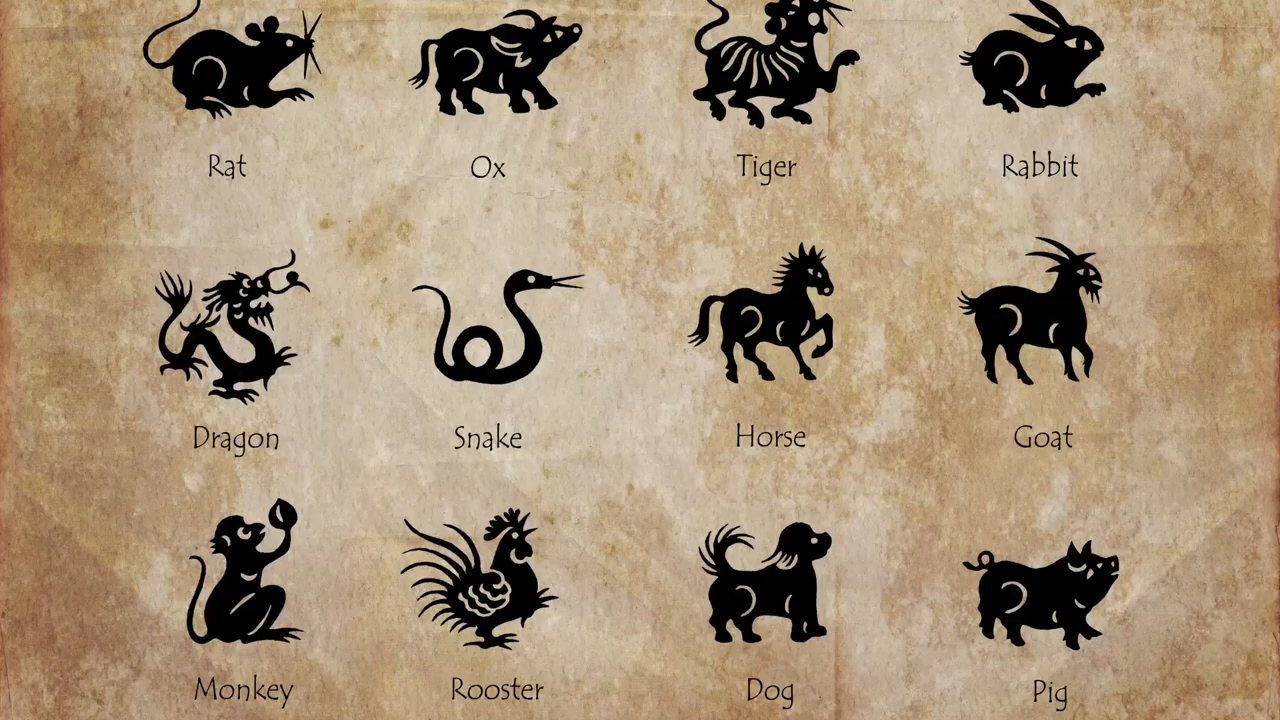 Rat
Ox
Tiger
Rabbit
Dragon
Snake
Horse
Goat
Monkey
Rooster
Dog
Pig